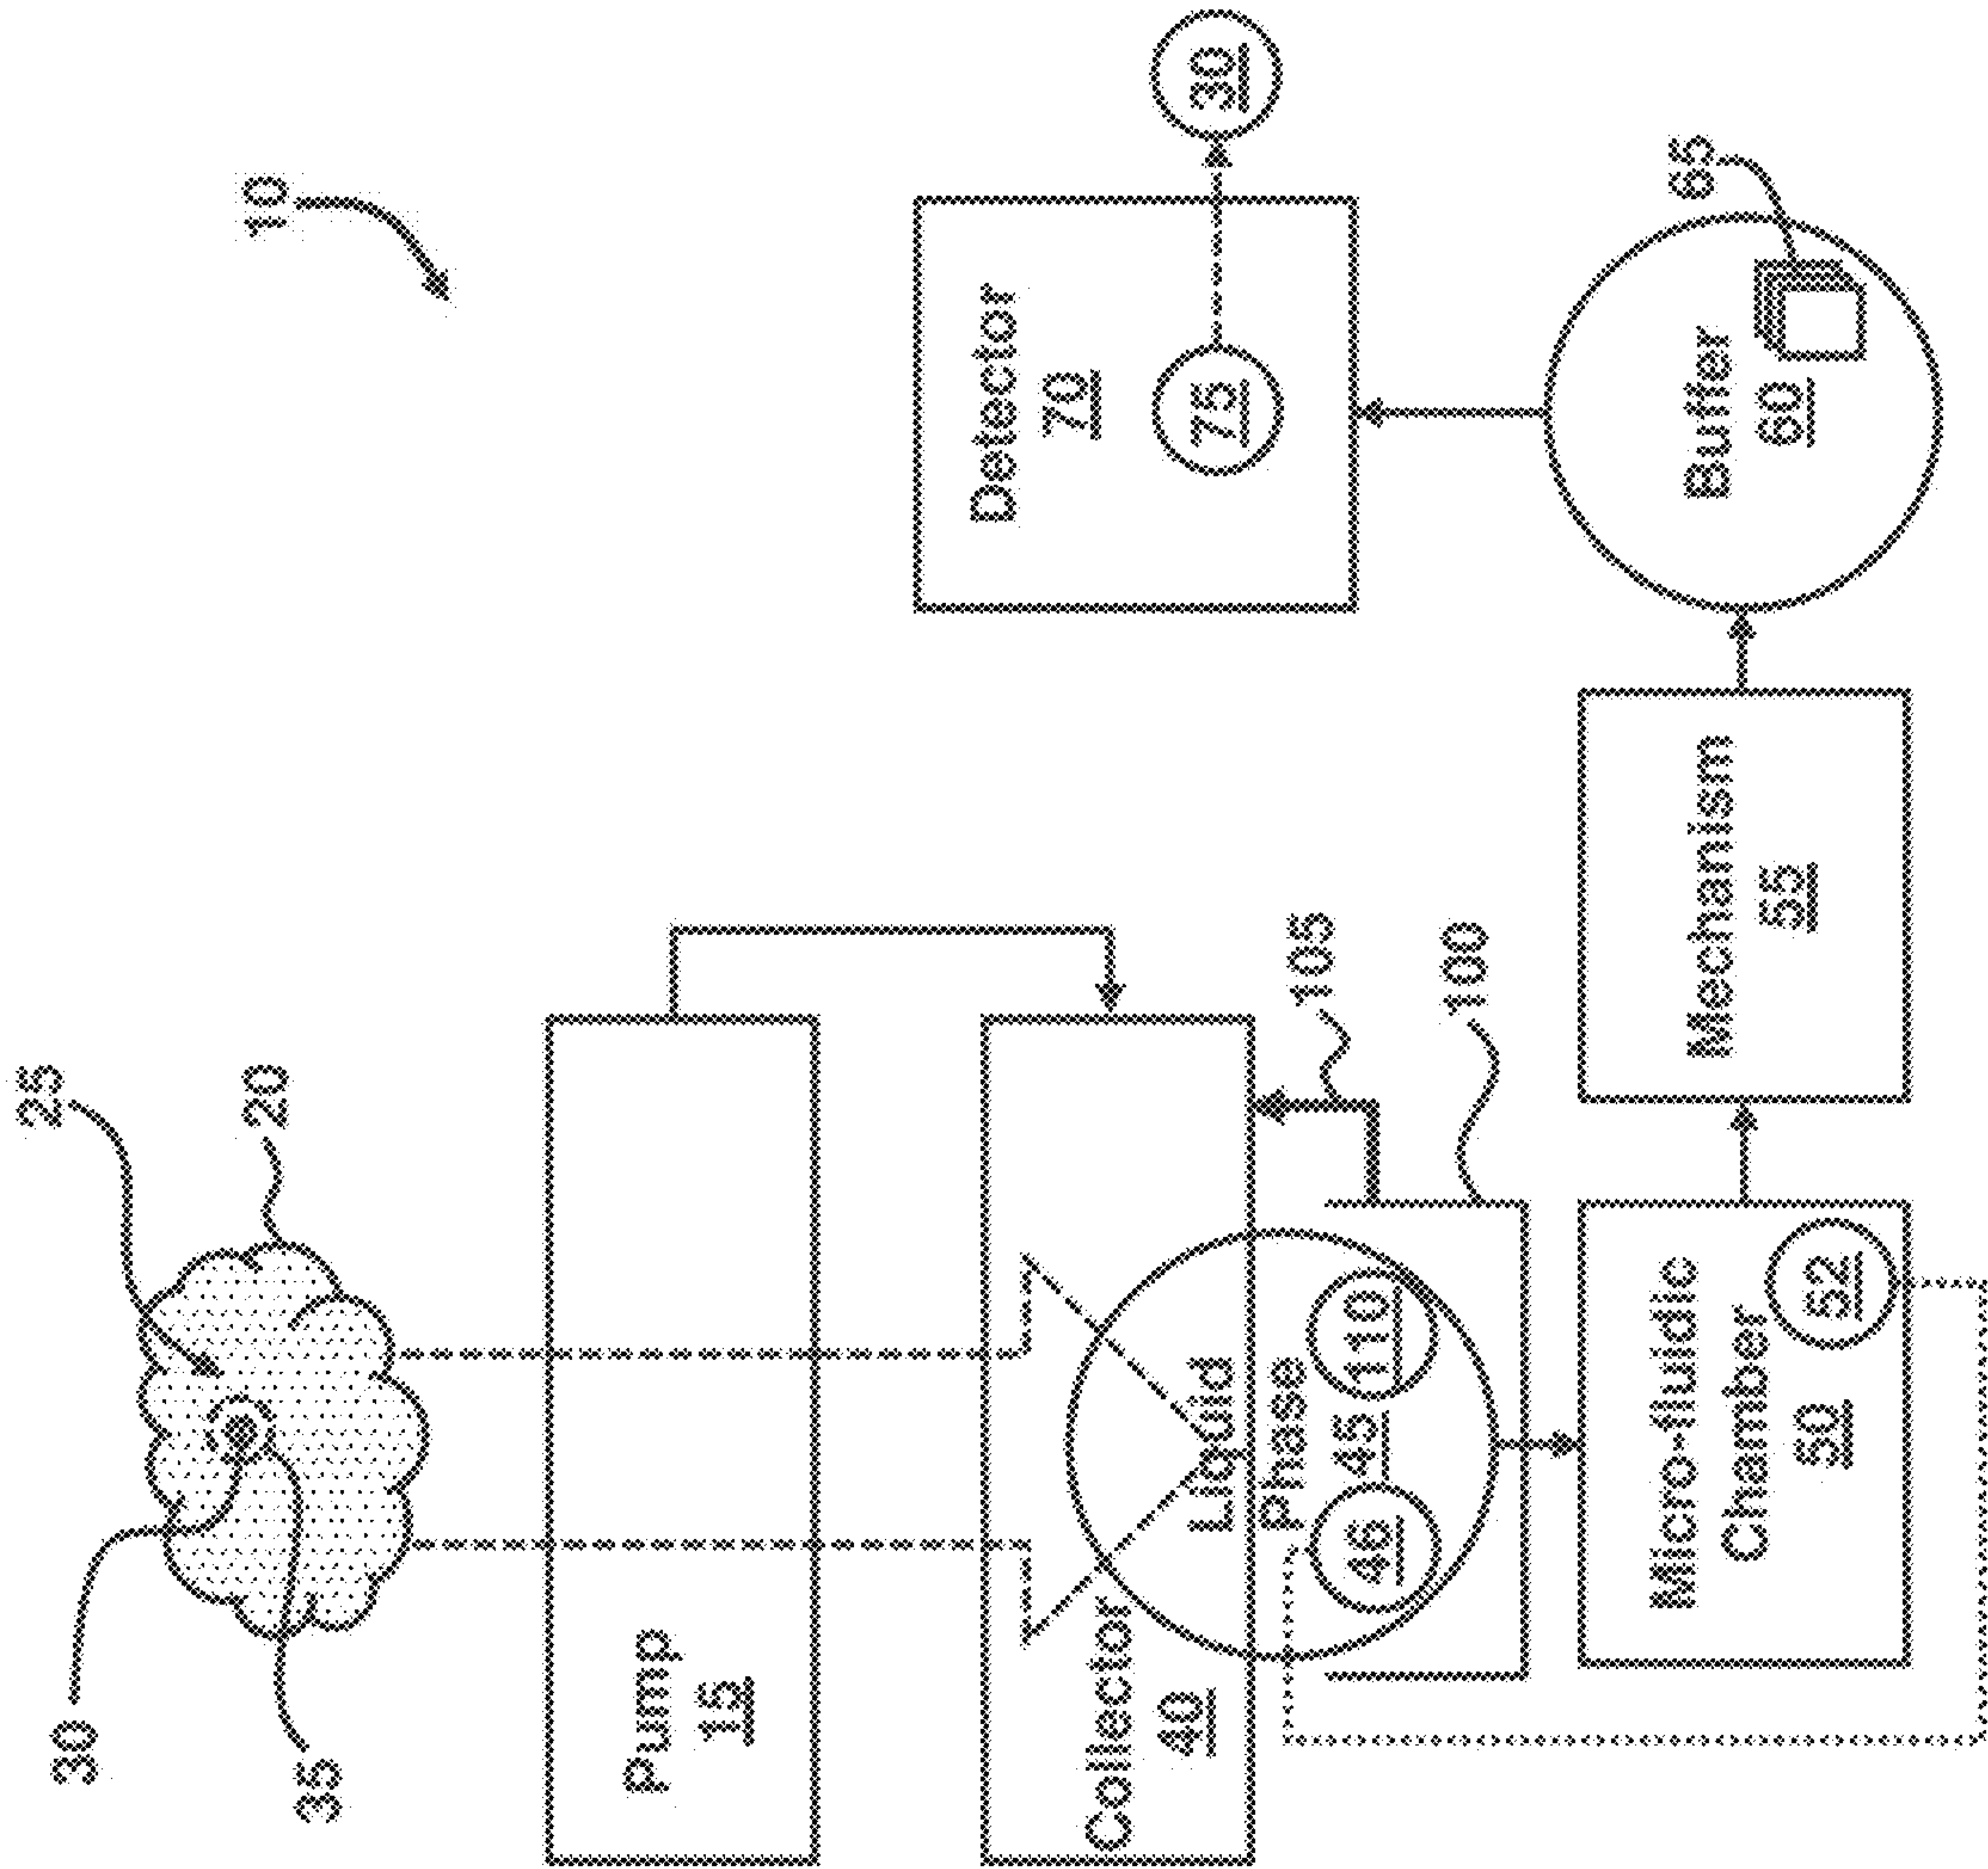 10
25
20
30
35
Pump
15
Collector
40
Liquid
Phase
46
45
110
105
100
Micro-fluidic
Chamber
50
52
Mechanism
55
Buffer
60
65
Detector
70
75
30